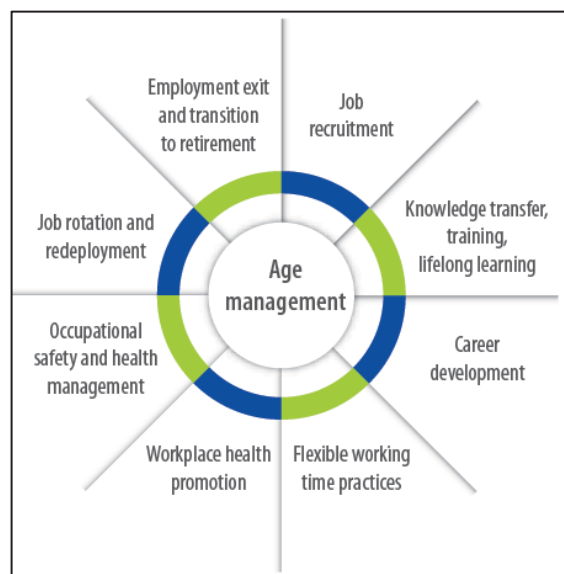 Employment exit
and transition
to retirement
Job
recruitment
Knowledge transfer,
training,
lifelong learning
Career
development
Flexible working
time practices
Workplace health
promotion
Occupational
safety and health
management
Job rotation and
redeployment
Age
management